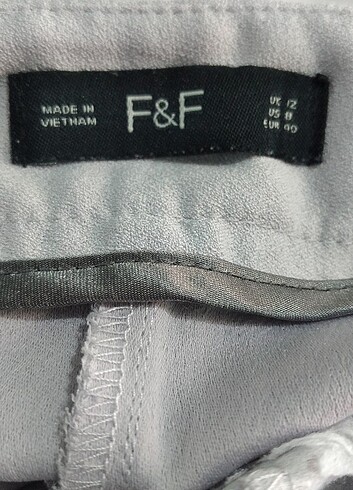 MADE IN
VIETNAM
F&F
UK 12
US 8
EUR 40